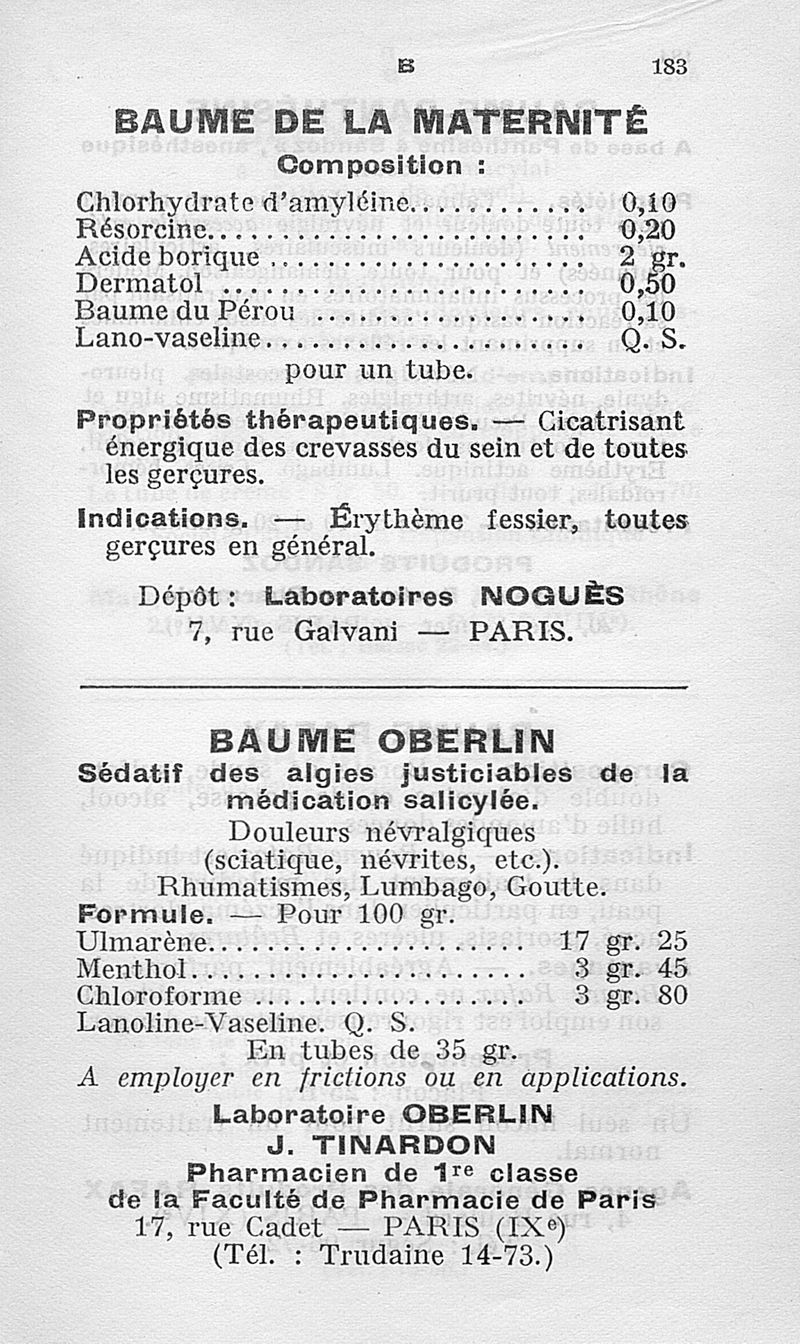 B 183
BAUME DE LA MATERNITÉ
Composition :
Chlorhydrate d'amyléine............ 0,10
Résorcine.......................... 0,20
Acide borique ..................... 2 gr.
Dermatol .......................... 0,50
Baume du Pérou .................... 0,10
Lano-vaseline...................... Q. S.
pour un tube.
Propriétés thérapeutiques. — Cicatrisant
énergique des crevasses du sein et de toutes
les gerçures.
Indications. — Érythème fessier, toutes
gerçures en général.
Dépôt : Laboratoires NOGUÈS
7, rue Galvani — PARIS.
BAUME OBERLIN
Sédatif des algies justiciables de la
médication salicylée.
Douleurs névralgiques
(sciatique, névrites, etc.).
Rhumatismes, Lumbago, Goutte.
Formule. — Pour 100 gr.
Ulmarène...................... 17 gr. 25
Menthol....................... 3 gr. 45
Chloroforme .................. 3 gr. 80
Lanoline-Vaseline. Q. S.
En tubes de 35 gr.
A employer en frictions ou en applications.
Laboratoire OBERLIN
J. TINARDON
Pharmacien de 1re classe
de la Faculté de Pharmacie de Paris
17, rue Cadet — PARIS (IXe)
(Tél. : Trudaine 14-73.)